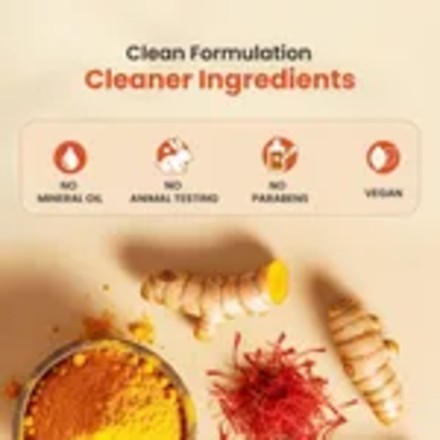 Clean Formulation
Cleaner Ingredients
NO
MINERAL OIL
NO
ANIMAL TESTING
NO
PARABENS
VEGAN